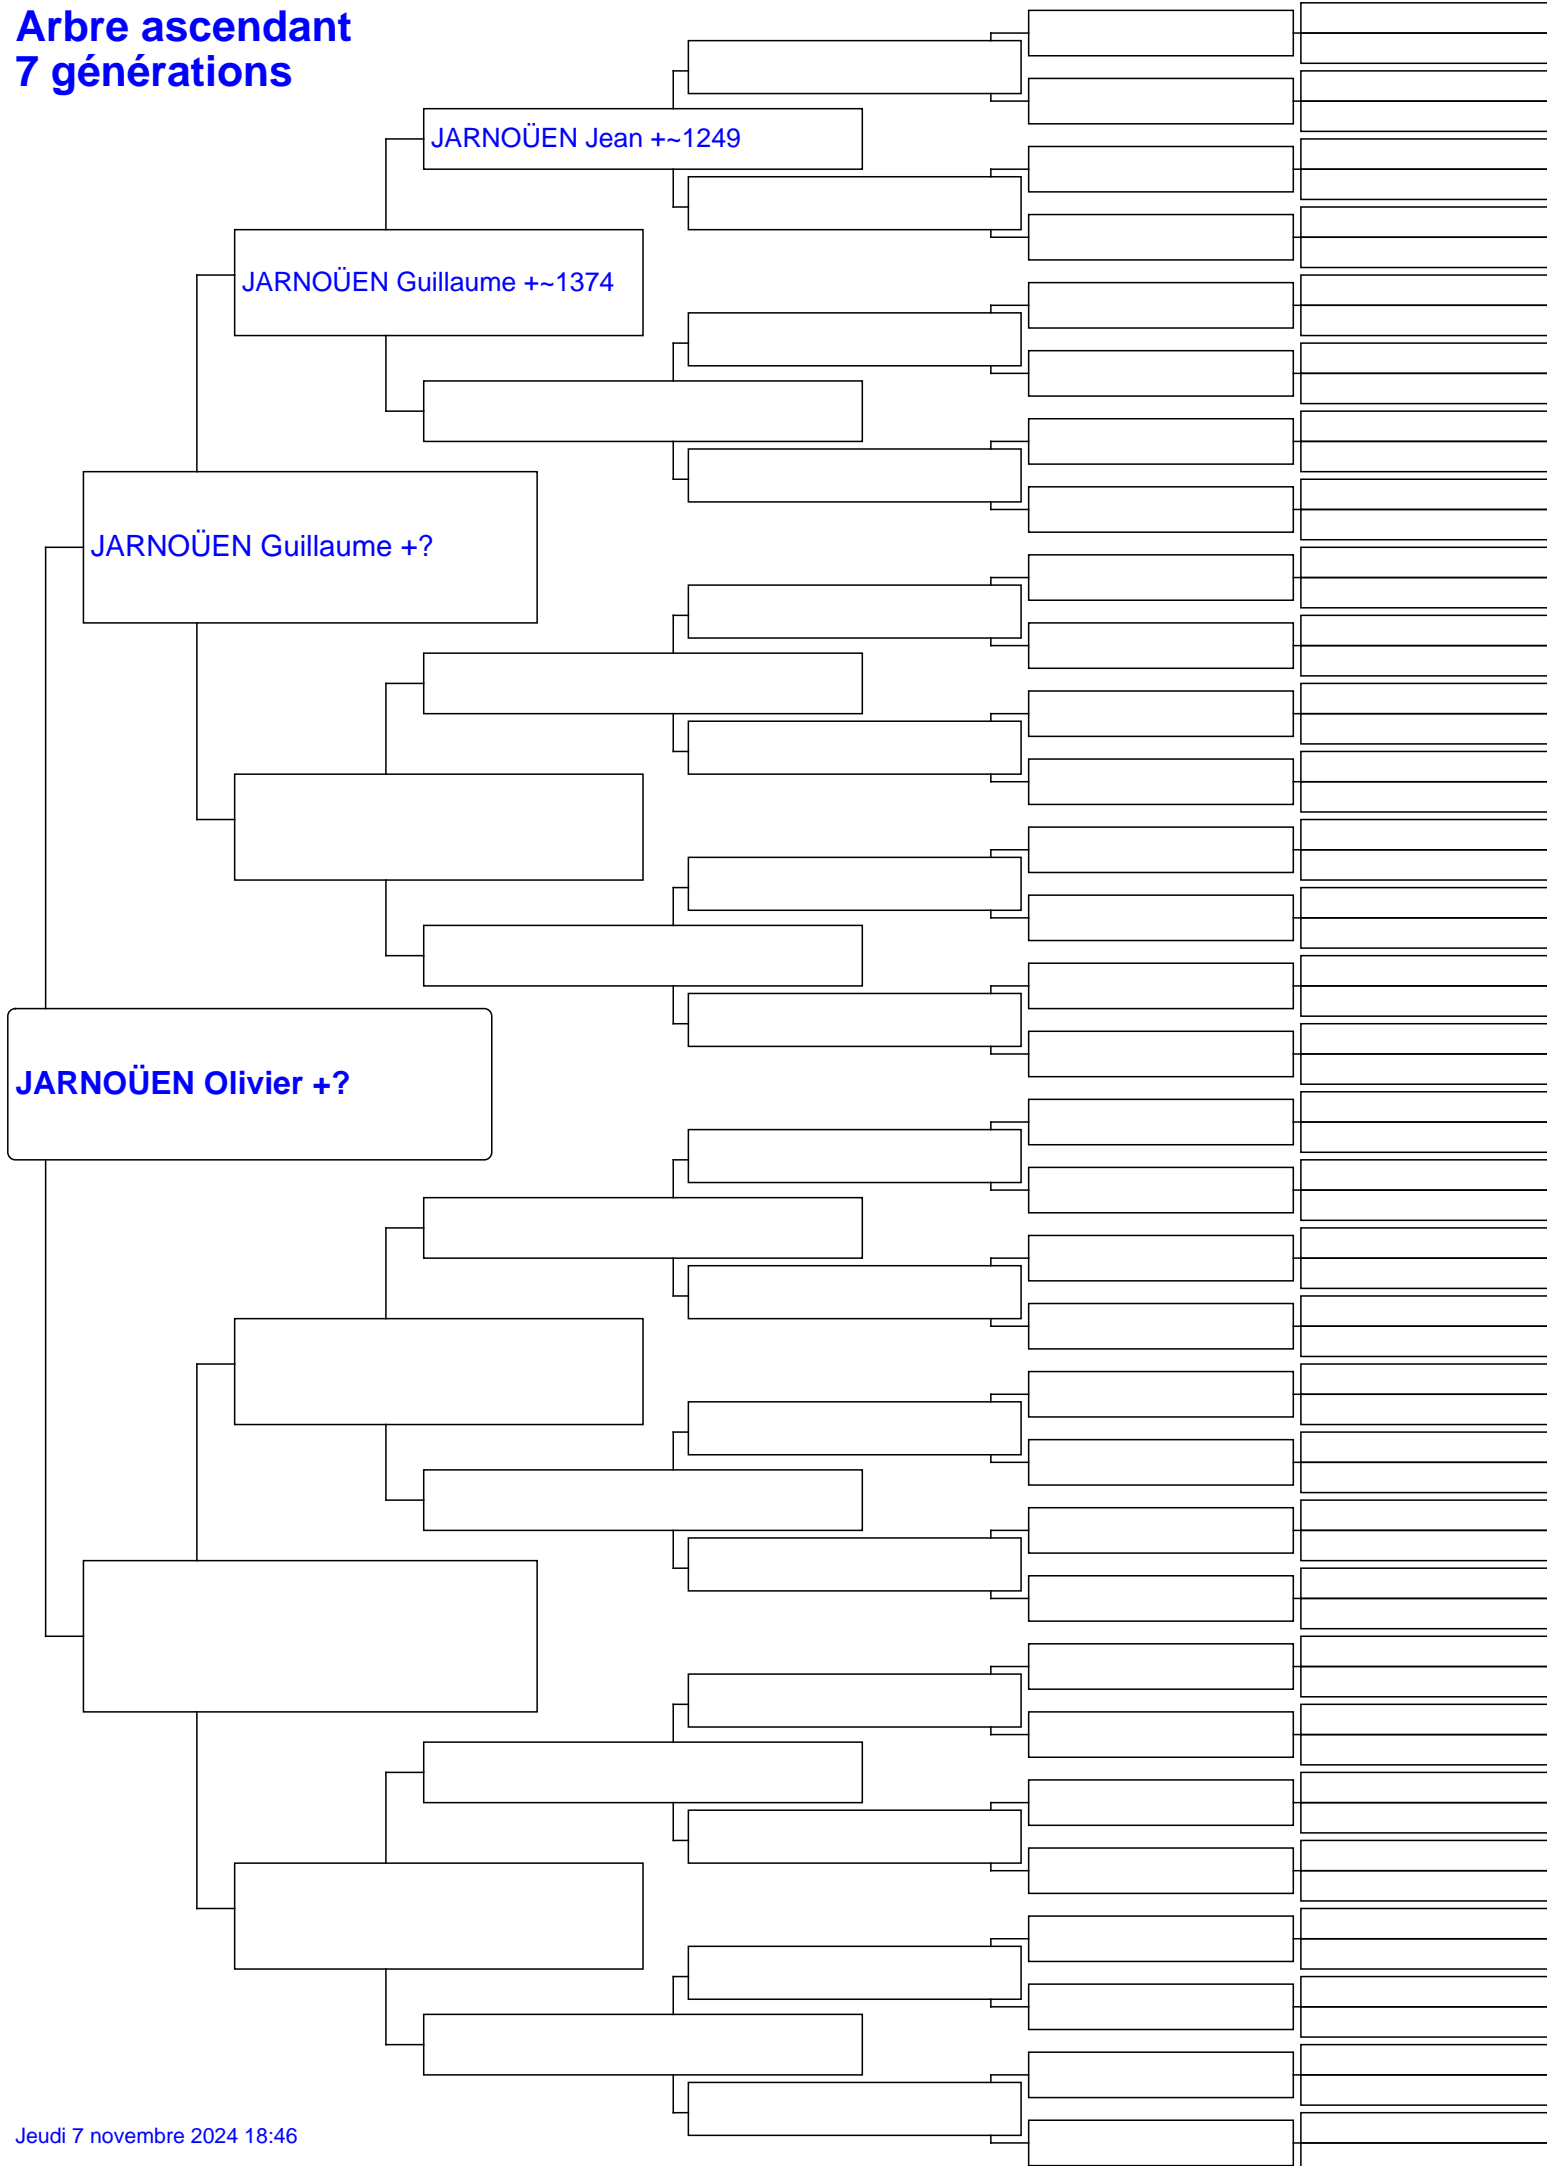 Arbre ascendant
7 générations
JARNOÜEN Jean +~1249
JARNOÜEN Guillaume +~1374
JARNOÜEN Guillaume +?
JARNOÜEN Olivier +?
Jeudi 7 novembre 2024 18:46